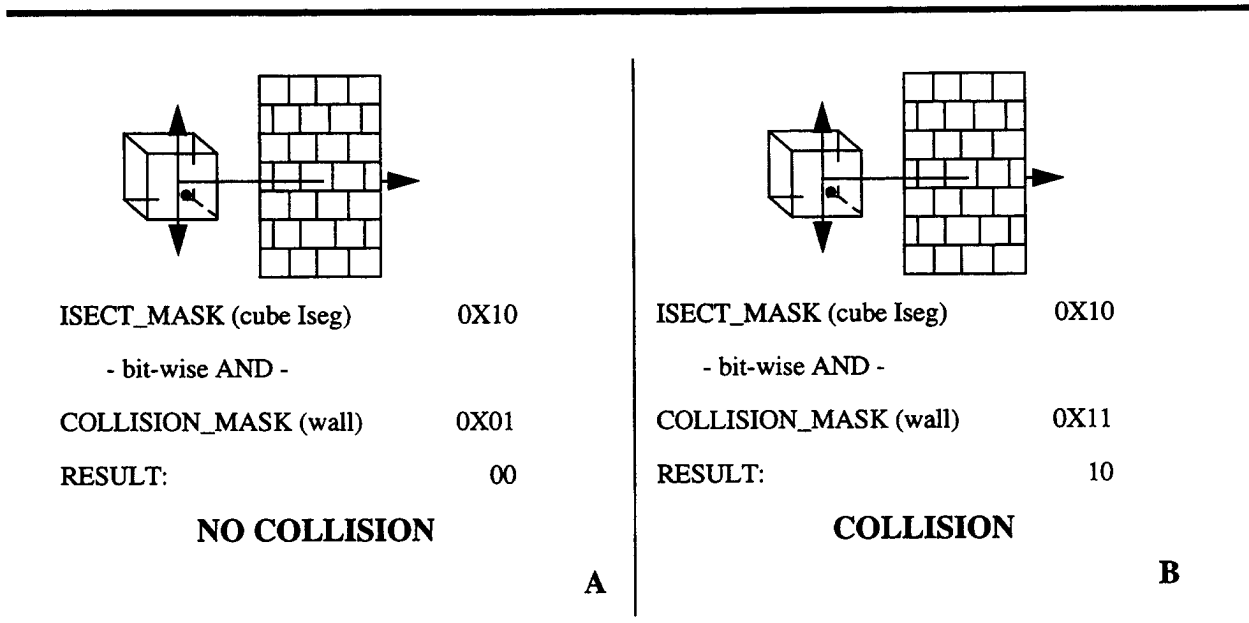 ISECT_MASK (cube Iseg) 0X10
- bit-wise AND -
COLLISION_MASK (wall) 0X01
RESULT: 00
NO COLLISION
A
ISECT_MASK (cube Iseg) 0X10
- bit-wise AND -
COLLISION_MASK (wall) 0X11
RESULT: 10
COLLISION
B